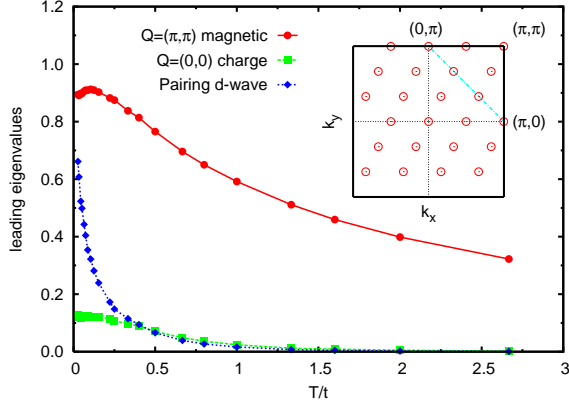 Q=(π,π) magnetic
Q=(0,0) charge
Pairing d-wave
(0,π)
(π,π)
(π,0)
k_y
k_x
leading eigenvalues
1.2
1.0
0.8
0.6
0.4
0.2
0.0
0 0.5 1 1.5 2 2.5 3
T/t